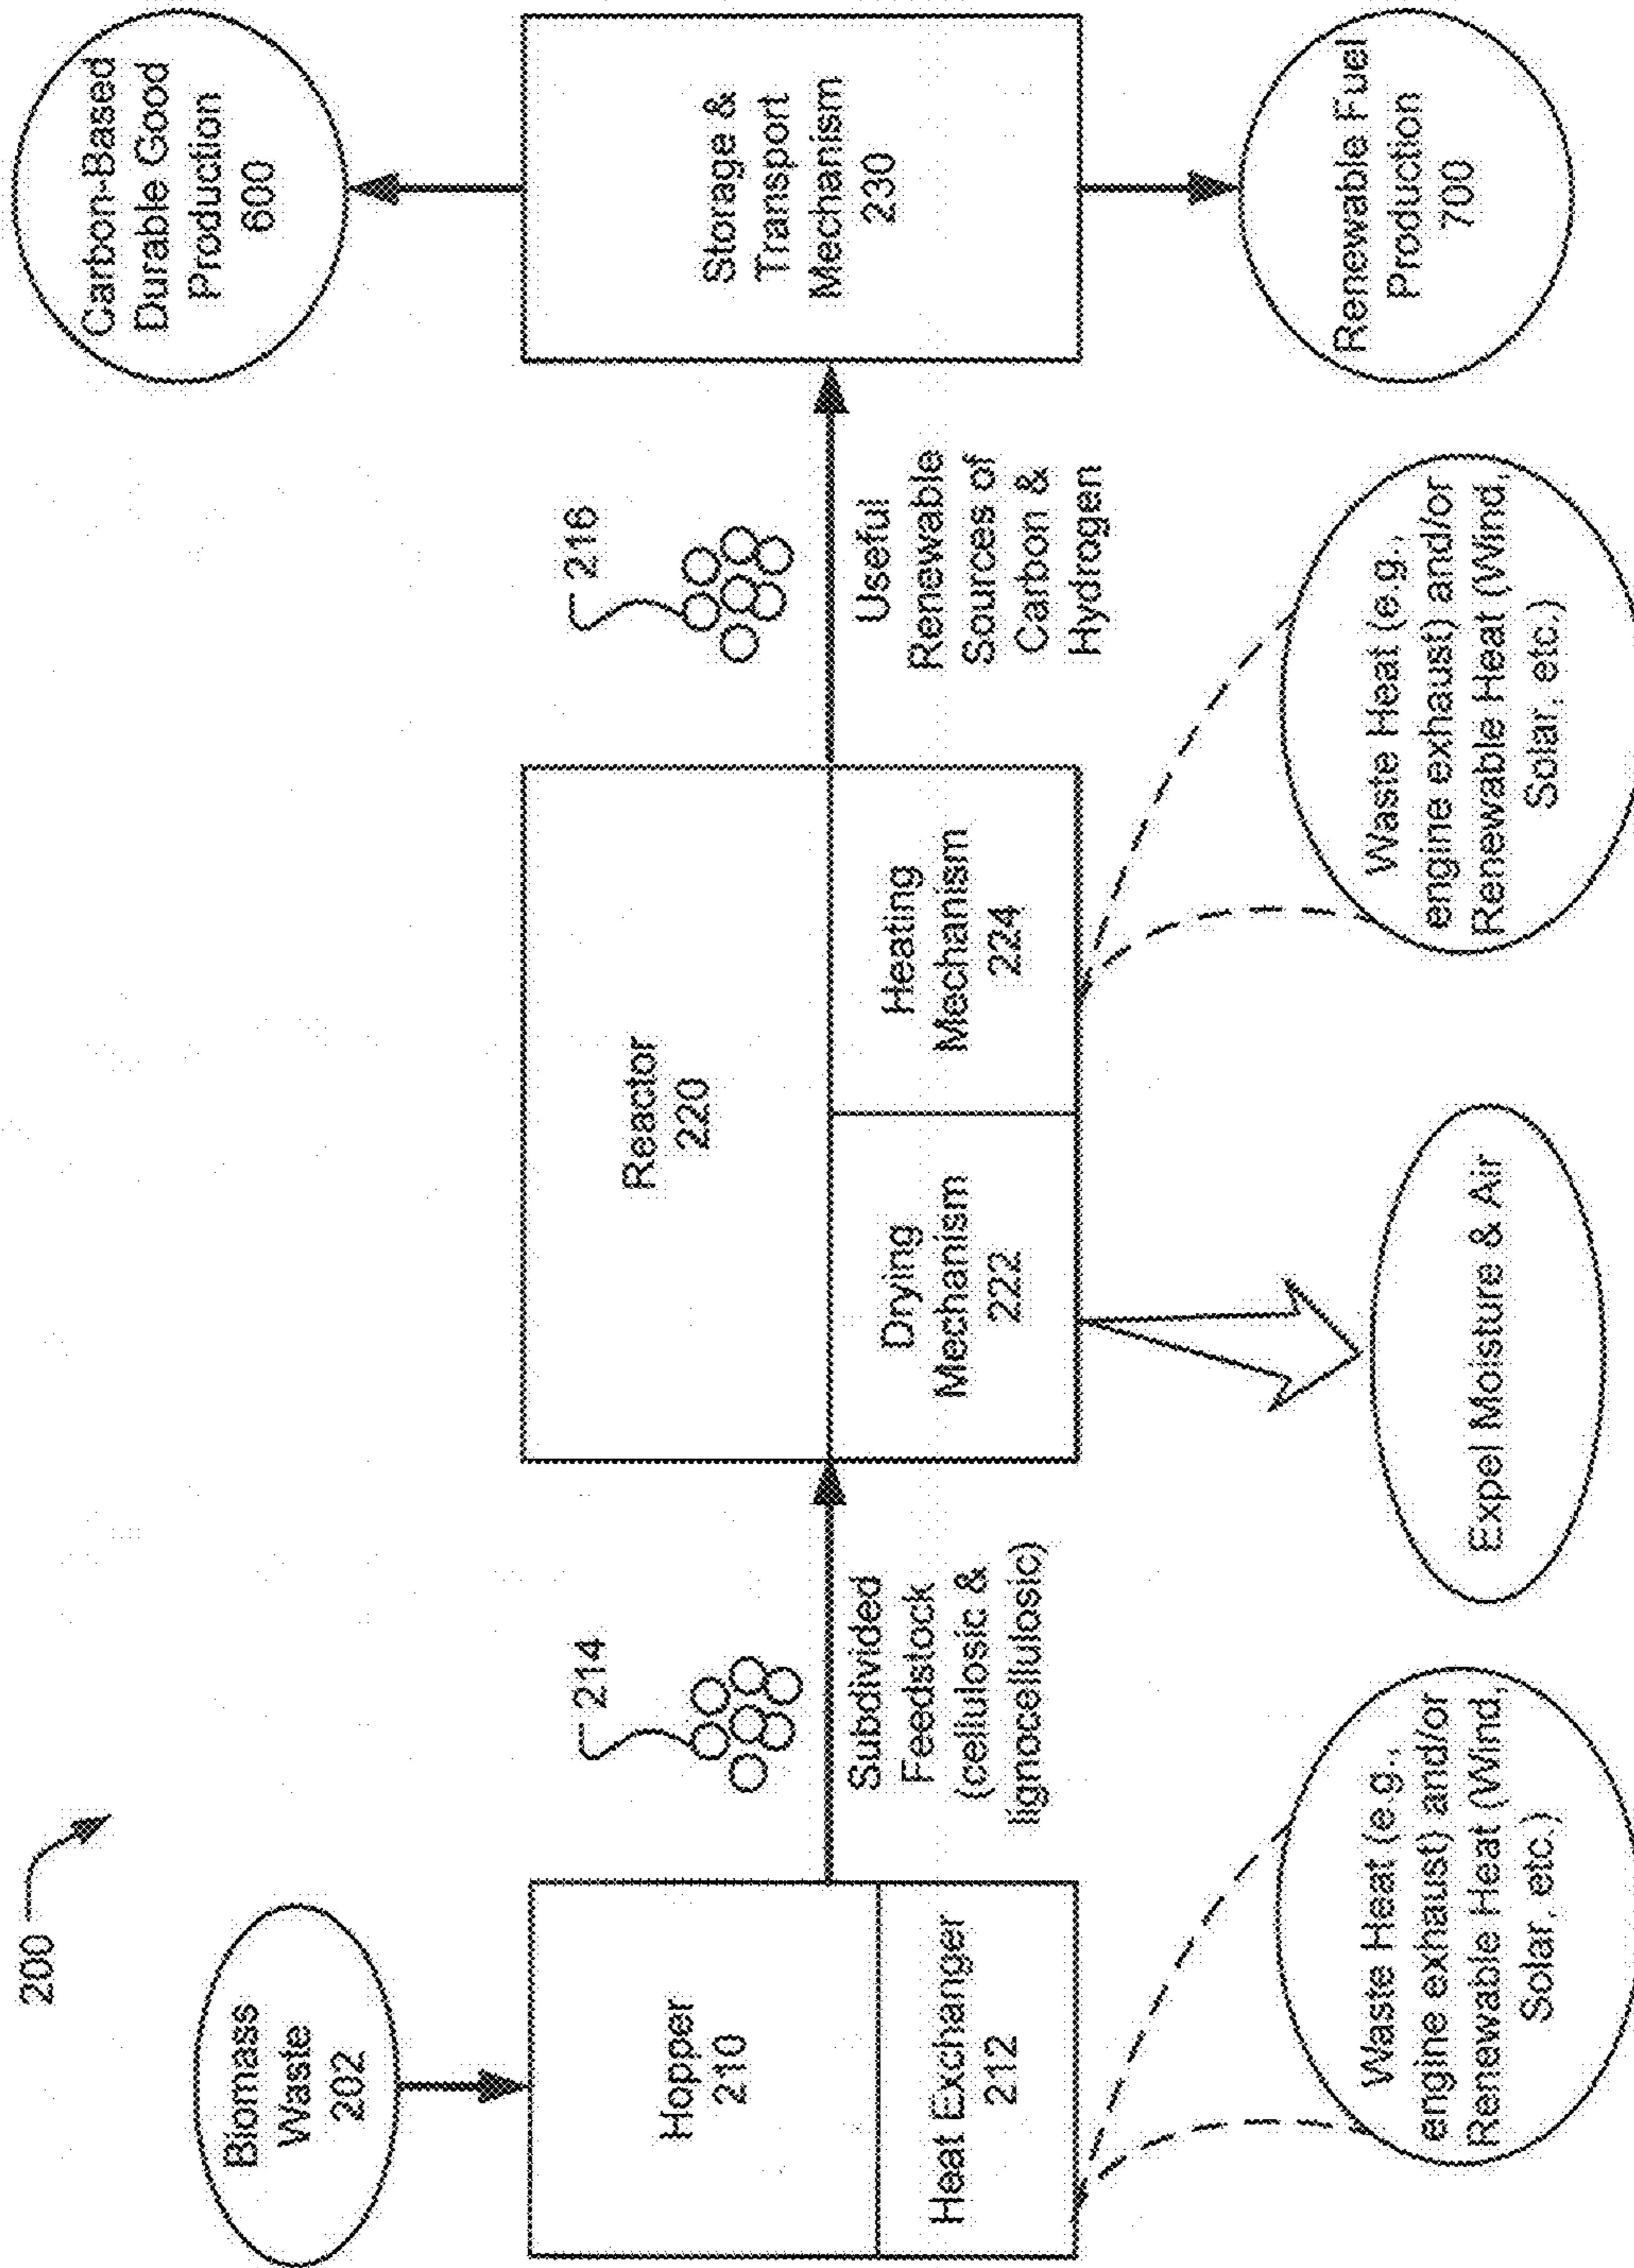 200
Biomass
Waste
202
Hopper
210
Heat Exchanger
212
Waste Heat (e.g.,
engine exhaust) and/or
Renewable Heat (Wind,
Solar, etc.)
214
Subdivided
Feedstock
(cellulosic &
lignocellulosic)
Reactor
220
Drying
Mechanism
222
Heating
Mechanism
224
Expel Moisture & Air
Waste Heat (e.g.,
engine exhaust) and/or
Renewable Heat (Wind,
Solar, etc.)
216
Useful
Renewable
Sources of
Carbon &
Hydrogen
Carbon-Based
Durable Good
Production
600
Storage &
Transport
Mechanism
230
Renewable Fuel
Production
700